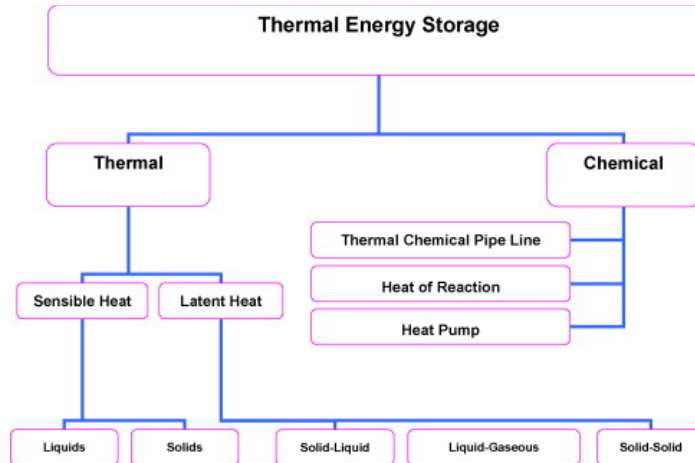 Thermal Energy Storage
Thermal
Chemical
Thermal Chemical Pipe Line
Sensible Heat
Latent Heat
Heat of Reaction
Heat Pump
Liquids
Solids
Solid-Liquid
Liquid-Gaseous
Solid-Solid